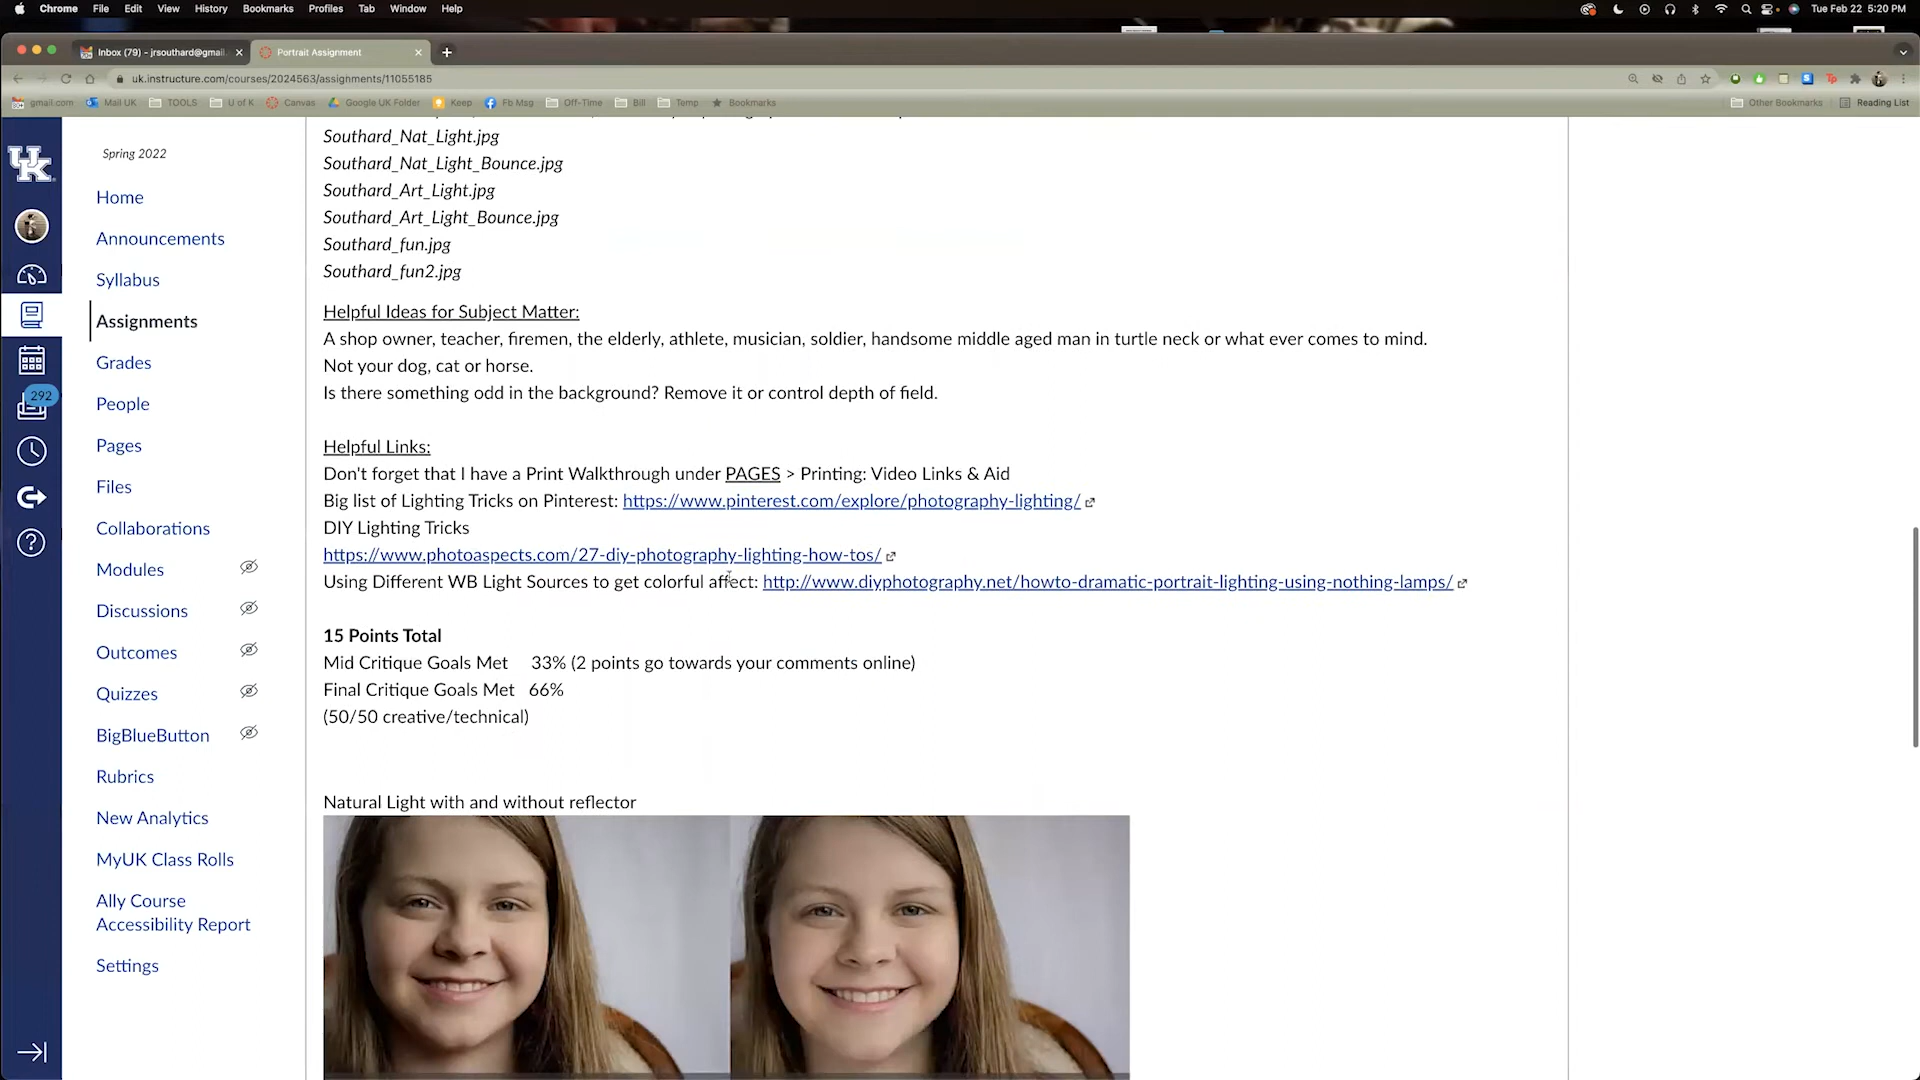 Chrome File Edit View History Bookmarks Profiles Tab Window Help
Tue Feb 22 5:20 PM
Inbox (79) - jrsouthard@gmail.
Portrait Assignment
uk.instructure.com/courses/2024563/assignments/11055185
gmail.com Mail UK TOOLS U of K Canvas Google UK Folder Keep Fb Msg Off-Time Bill Temp Bookmarks
Other Bookmarks Reading List
UK
292
Spring 2022
Home
Announcements
Syllabus
Assignments
Grades
People
Pages
Files
Collaborations
Modules
Discussions
Outcomes
Quizzes
BigBlueButton
Rubrics
New Analytics
MyUK Class Rolls
Ally Course
Accessibility Report
Settings
Southard_Nat_Light.jpg
Southard_Nat_Light_Bounce.jpg
Southard_Art_Light.jpg
Southard_Art_Light_Bounce.jpg
Southard_fun.jpg
Southard_fun2.jpg
Helpful Ideas for Subject Matter:
A shop owner, teacher, firemen, the elderly, athlete, musician, soldier, handsome middle aged man in turtle neck or what ever comes to mind.
Not your dog, cat or horse.
Is there something odd in the background? Remove it or control depth of field.
Helpful Links:
Don't forget that I have a Print Walkthrough under PAGES > Printing: Video Links & Aid
Big list of Lighting Tricks on Pinterest: https://www.pinterest.com/explore/photography-lighting/
DIY Lighting Tricks
https://www.photoaspects.com/27-diy-photography-lighting-how-tos/
Using Different WB Light Sources to get colorful affect: http://www.diyphotography.net/howto-dramatic-portrait-lighting-using-nothing-lamps/
15 Points Total
Mid Critique Goals Met 33% (2 points go towards your comments online)
Final Critique Goals Met 66%
(50/50 creative/technical)
Natural Light with and without reflector